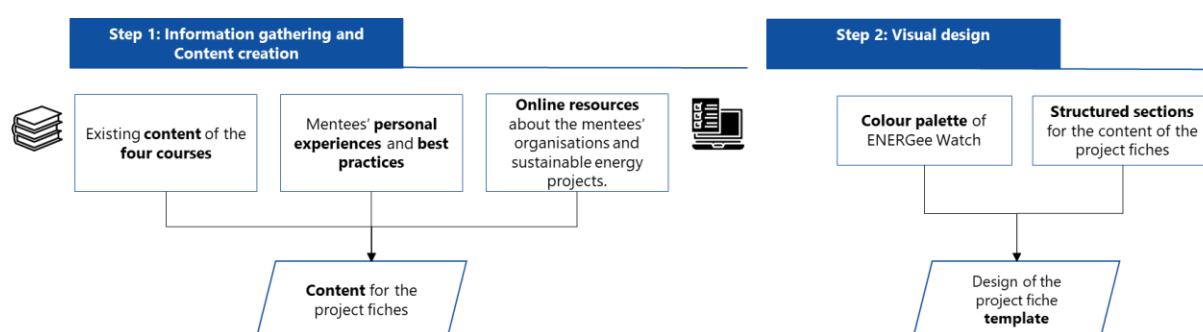 Step 1: Information gathering and
Content creation
Existing content of the
four courses
Mentees’ personal
experiences and best
practices
Online resources
about the mentees’
organisations and
sustainable energy
projects.
Content for the
project fiches
Step 2: Visual design
Colour palette of
ENERGee Watch
Structured sections
for the content of the
project fiches
Design of the
project fiche
template